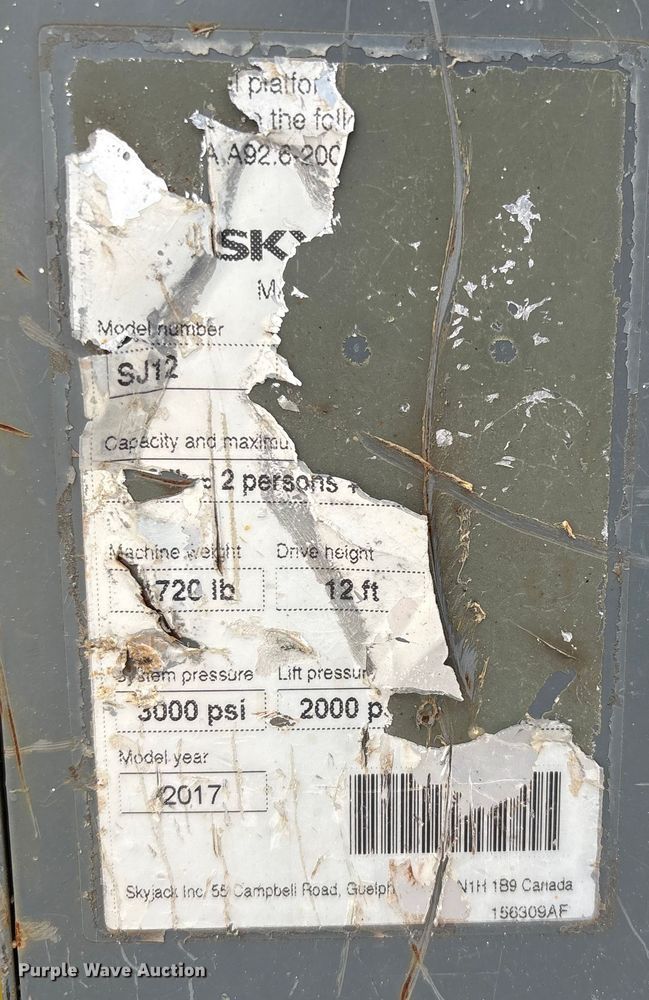 l platfor
the foll
A A92.6-200
SKY
M
Model number
SJ12
Capacity and maximu
2 persons
Machine weight Drive height
1720 lb 12 ft
System pressure Lift pressur
3000 psi 2000 p
Model year
2017
Skyjack Inc. 55 Campbell Road, Guelph N1H 1B9 Canada
156309AF
Purple Wave Auction